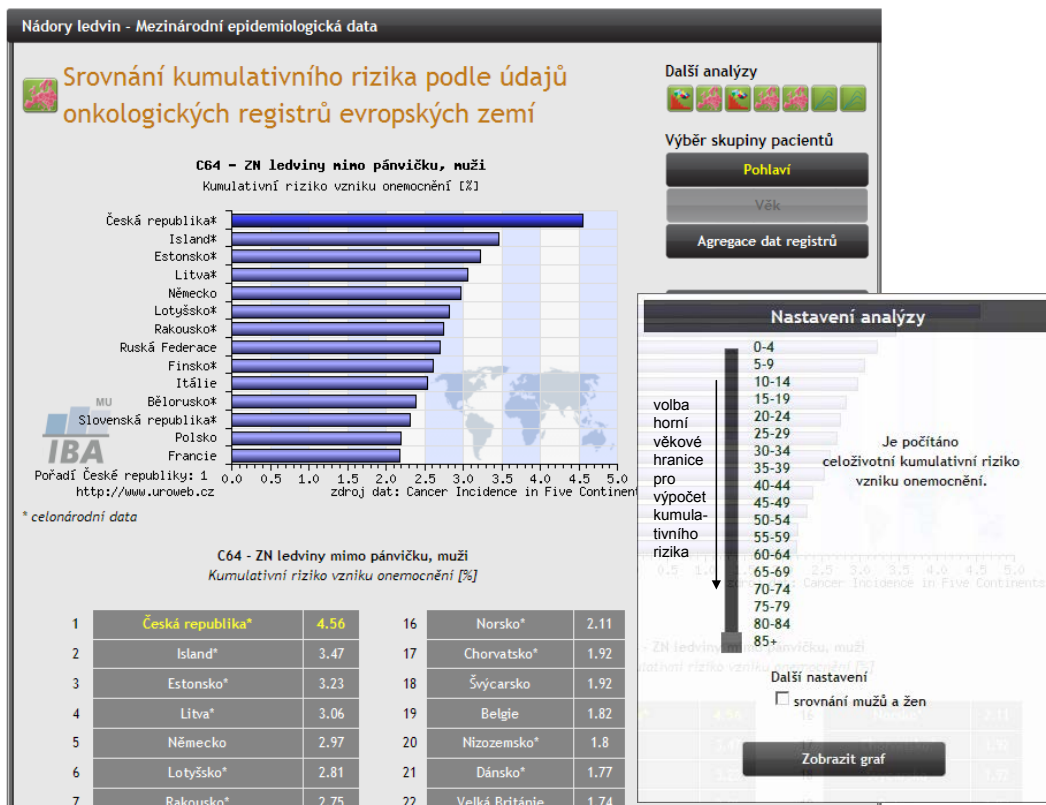 Nádory ledvin - Mezinárodní epidemiologická data
Srovnání kumulativního rizika podle údajů
onkologických registrů evropských zemí
Další analýzy
Výběr skupiny pacientů
Pohlaví
Věk
Agregace dat registrů
C64 - ZN ledviny mimo pánvičku, muži
Kumulativní riziko vzniku onemocnění [%]
Česká republika*
Island*
Estonsko*
Litva*
Německo
Lotyšsko*
Rakousko*
Ruská Federace
Finsko*
Itálie
Bělorusko*
Slovenská republika*
Polsko
Francie
MU
IBA
0.0 0.5 1.0 1.5 2.0 2.5 3.0 3.5 4.0 4.5 5.0
Pořadí České republiky: 1
http://www.uroweb.cz
zdroj dat: Cancer Incidence in Five Continen
* celonárodní data
C64 - ZN ledviny mimo pánvičku, muži
Kumulativní riziko vzniku onemocnění [%]
1 Česká republika* 4.56 16 Norsko* 2.11
2 Island* 3.47 17 Chorvatsko* 1.92
3 Estonsko* 3.23 18 Švýcarsko 1.92
4 Litva* 3.06 19 Belgie 1.82
5 Německo 2.97 20 Nizozemsko* 1.8
6 Lotyšsko* 2.81 21 Dánsko* 1.77
7 Rakousko* 2.75 22 Velká Británie 1.74
Nastavení analýzy
volba
horní
věkové
hranice
pro
výpočet
kumula-
tivního
rizika
0-4
5-9
10-14
15-19
20-24
25-29
30-34
35-39
40-44
45-49
50-54
55-59
60-64
65-69
70-74
75-79
80-84
85+
Je počítáno
celoživotní kumulativní riziko
vzniku onemocnění.
Další nastavení
srovnání mužů a žen
Zobrazit graf